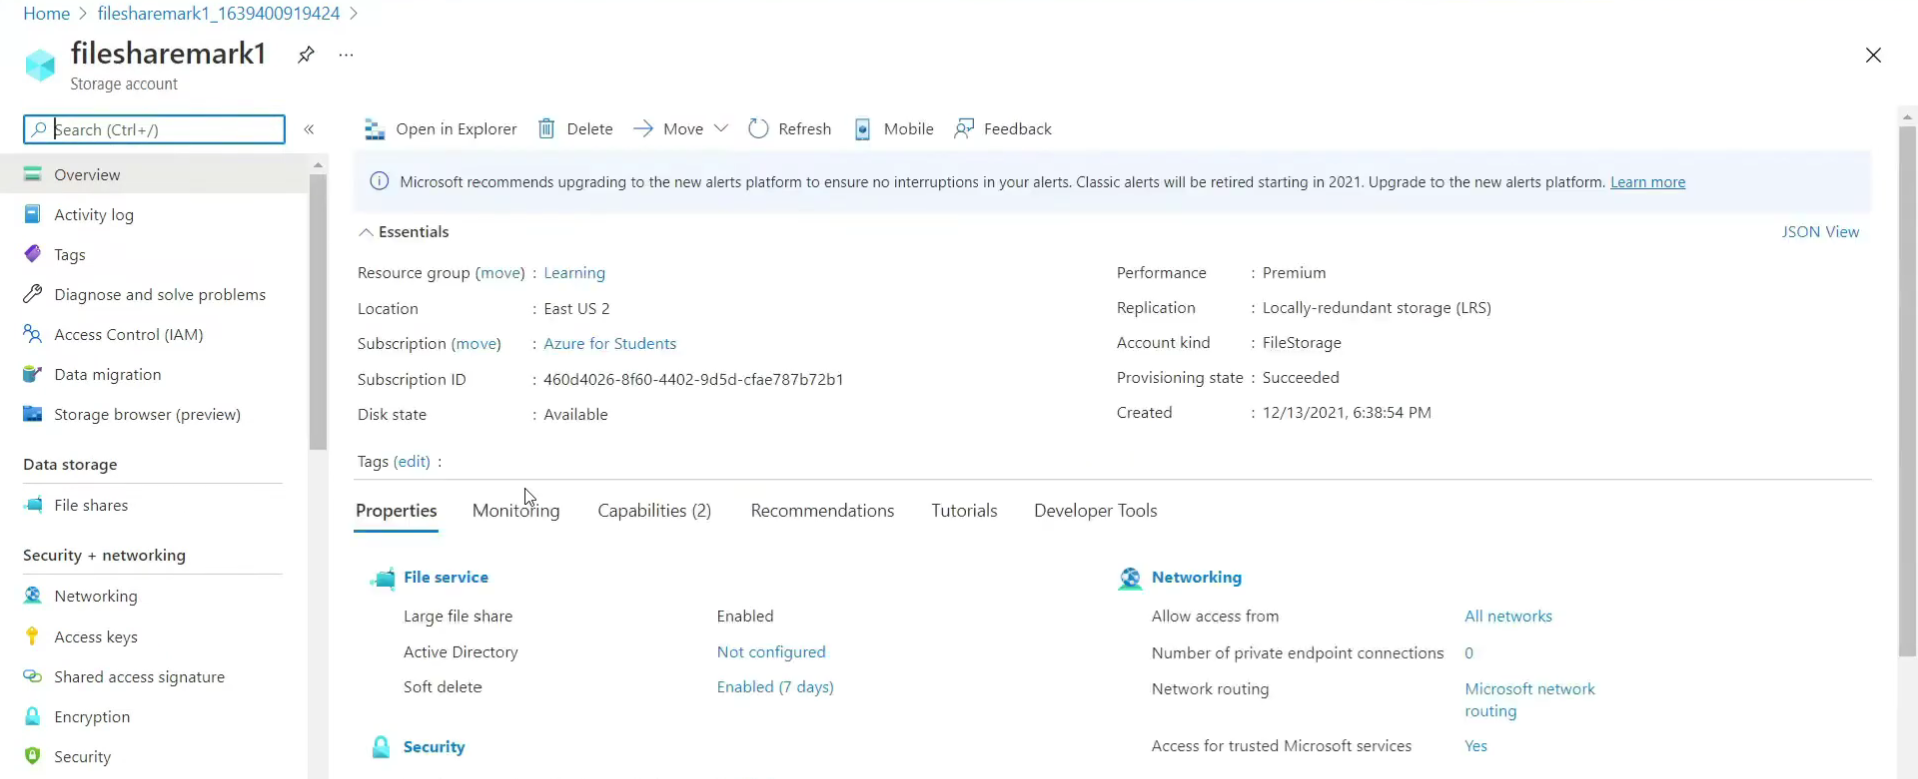 Home > filesharemark1_1639400919424 >
filesharemark1 ...
Storage account
Search (Ctrl+/) «
Open in Explorer Delete Move Refresh Mobile Feedback
Microsoft recommends upgrading to the new alerts platform to ensure no interruptions in your alerts. Classic alerts will be retired starting in 2021. Upgrade to the new alerts platform. Learn more
Overview
Activity log
Tags
Diagnose and solve problems
Access Control (IAM)
Data migration
Storage browser (preview)
Data storage
File shares
Security + networking
Networking
Access keys
Shared access signature
Encryption
Security
Essentials
JSON View
Resource group (move) : Learning
Location : East US 2
Subscription (move) : Azure for Students
Subscription ID : 460d4026-8f60-4402-9d5d-cfae787b72b1
Disk state : Available
Performance : Premium
Replication : Locally-redundant storage (LRS)
Account kind : FileStorage
Provisioning state : Succeeded
Created : 12/13/2021, 6:38:54 PM
Tags (edit) :
Properties Monitoring Capabilities (2) Recommendations Tutorials Developer Tools
File service
Large file share Enabled
Active Directory Not configured
Soft delete Enabled (7 days)
Security
Networking
Allow access from All networks
Number of private endpoint connections 0
Network routing Microsoft network
routing
Access for trusted Microsoft services Yes